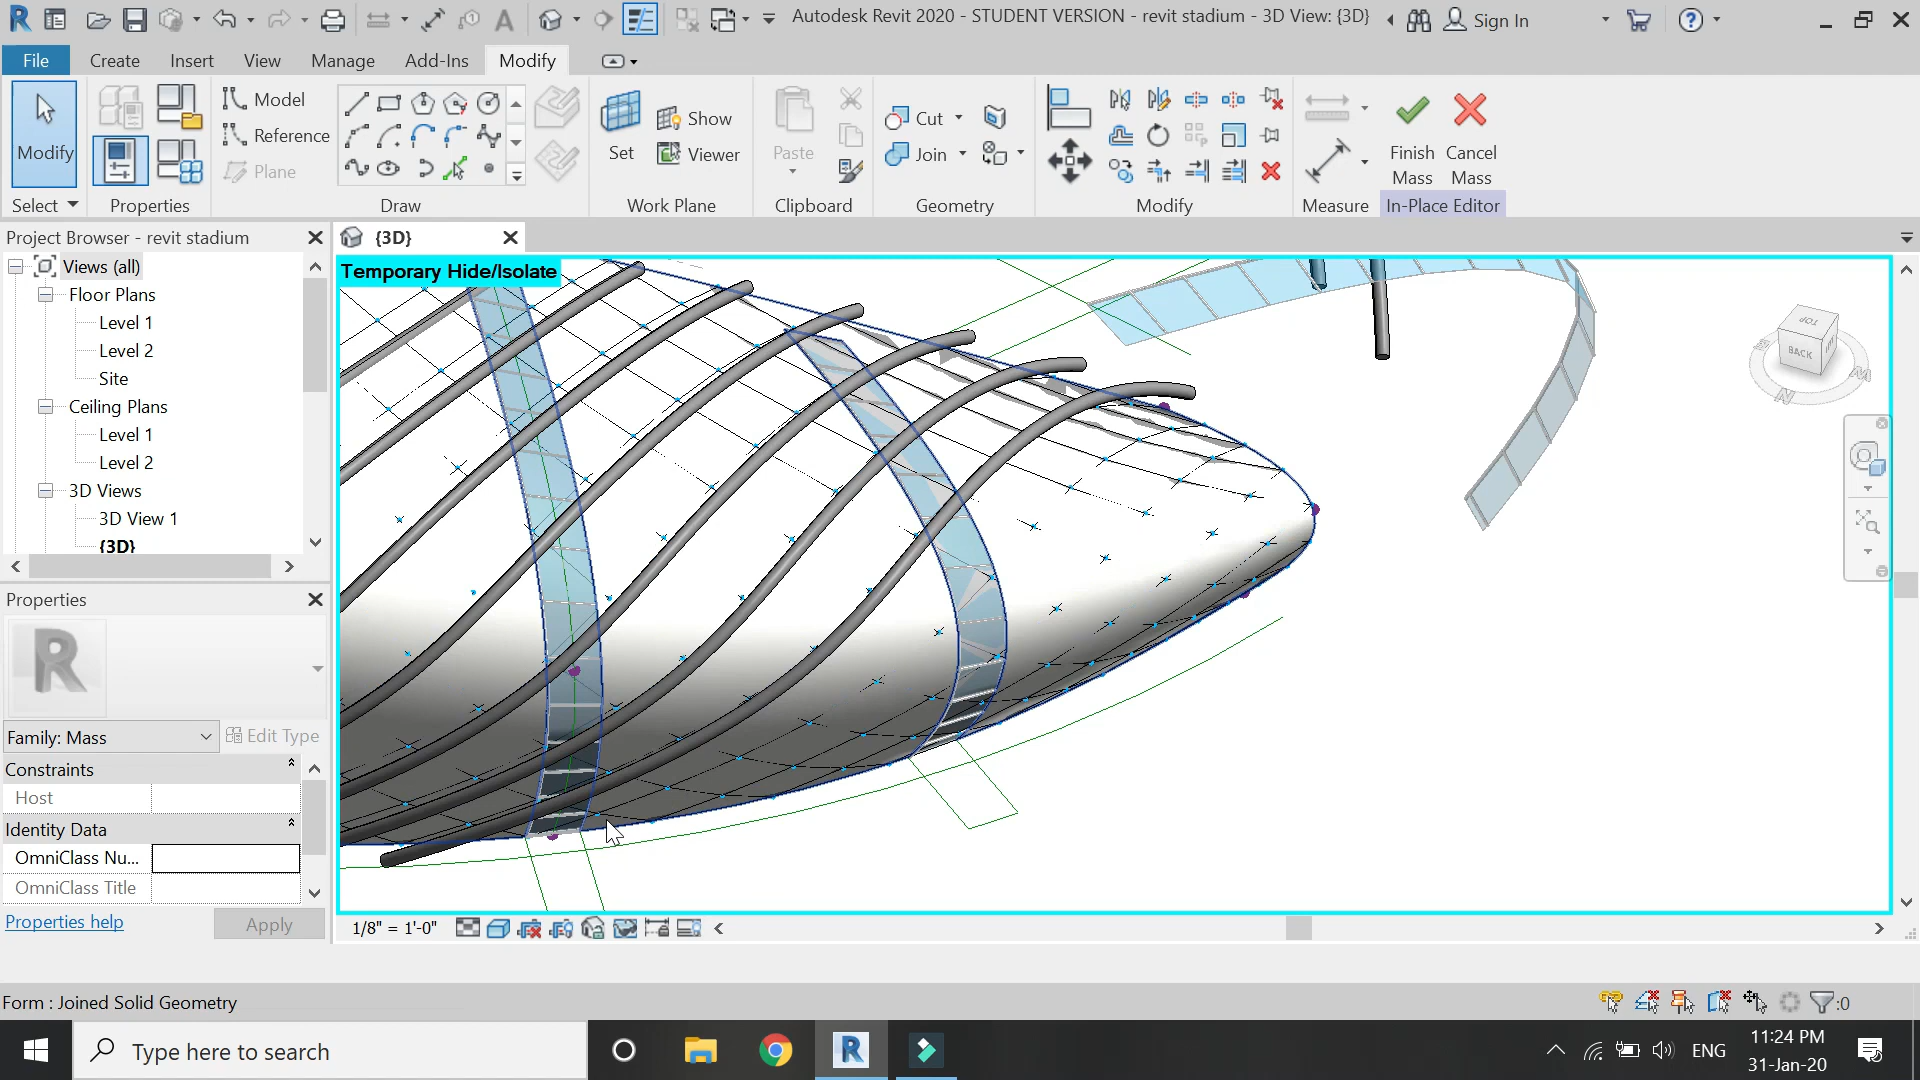 Autodesk Revit 2020 - STUDENT VERSION - revit stadium - 3D View: {3D}
Sign In
File Create Insert View Manage Add-Ins Modify
Modify
Model
Reference
Plane
Set
Show
Viewer
Paste
Cut
Join
Finish Mass
Cancel Mass
Select Properties Draw Work Plane Clipboard Geometry Modify Measure In-Place Editor
Project Browser - revit stadium
{3D}
Views (all)
Floor Plans
Level 1
Level 2
Site
Ceiling Plans
Level 1
Level 2
3D Views
3D View 1
{3D}
Temporary Hide/Isolate
TOP
BACK
N
Properties
R
Family: Mass
Edit Type
Constraints
Host
Identity Data
OmniClass Nu...
OmniClass Title
Properties help
Apply
1/8" = 1'-0"
Form : Joined Solid Geometry
:0
Type here to search
ENG
11:24 PM
31-Jan-20